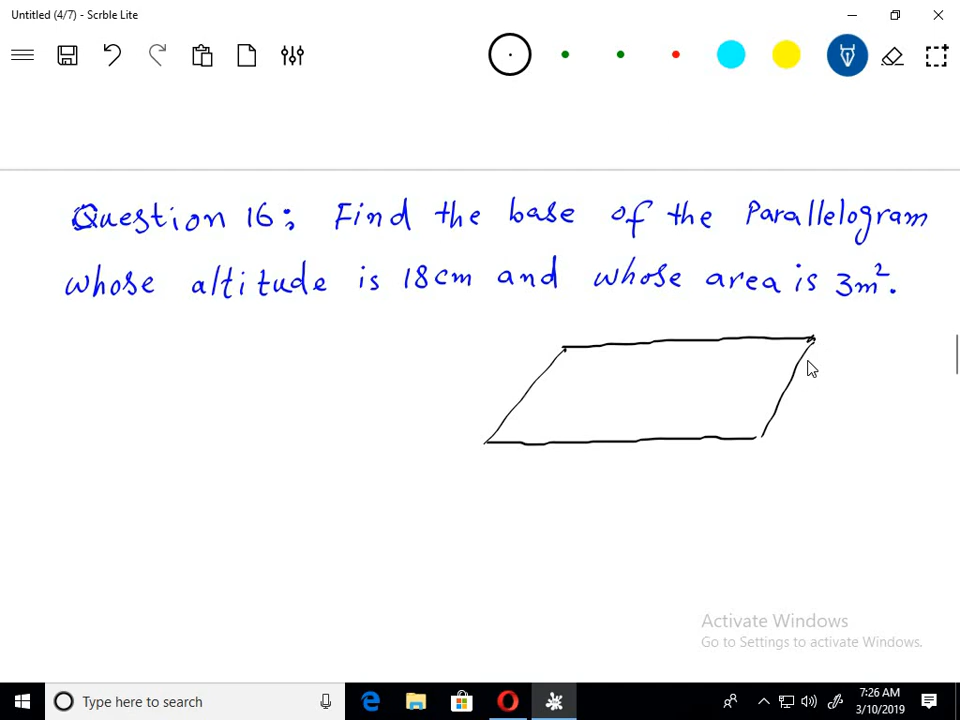 Untitled (4/7) - Scrble Lite
Question 16: Find the base of the Parallelogram
whose altitude is 18cm and whose area is 3m².
Activate Windows
Go to Settings to activate Windows.
Type here to search
7:26 AM
3/10/2019